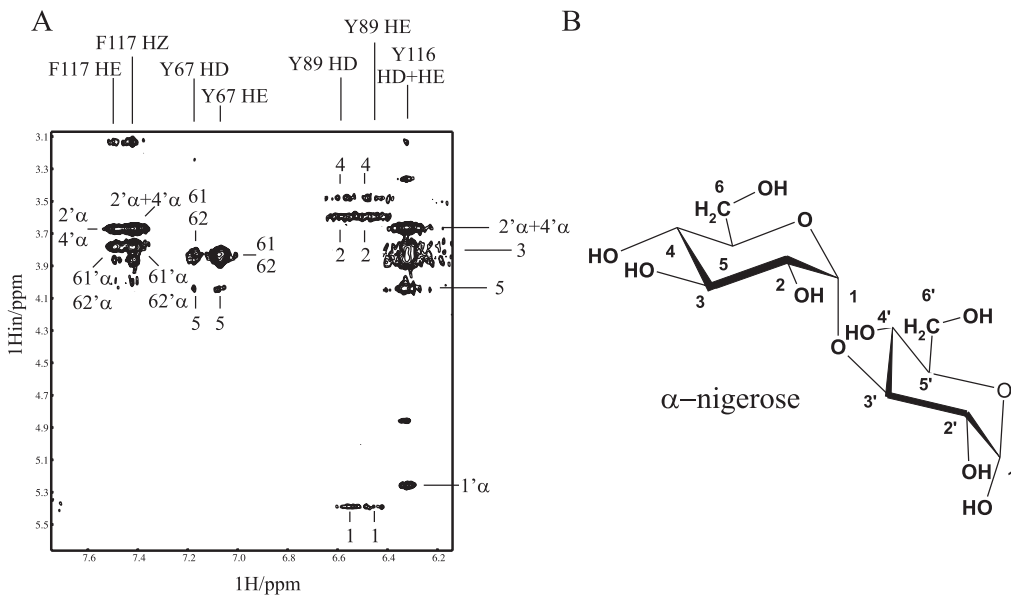 A
B
Y89 HE
F117 HZ
Y116
F117 HE
Y67 HD
Y89 HD
HD+HE
Y67 HE
3.1
3.3
3.5
3.7
3.9
4.1
4.3
4.5
4.7
4.9
5.1
5.3
5.5
1Hin/ppm
2’α
4’α
2’α+4’α
61
62
61’α
62’α
61’α
62’α
5
5
61
62
4
4
2
2
2’α+4’α
3
5
1’α
1
1
7.6
7.4
7.2
7.0
6.8
6.6
6.4
6.2
1H/ppm
6
OH
H2C
O
HO
4
5
HO
2
3
OH
1
6'
4'
OH
HO
H2C
O
5'
O
α−nigerose
3'
2'
OH
HO